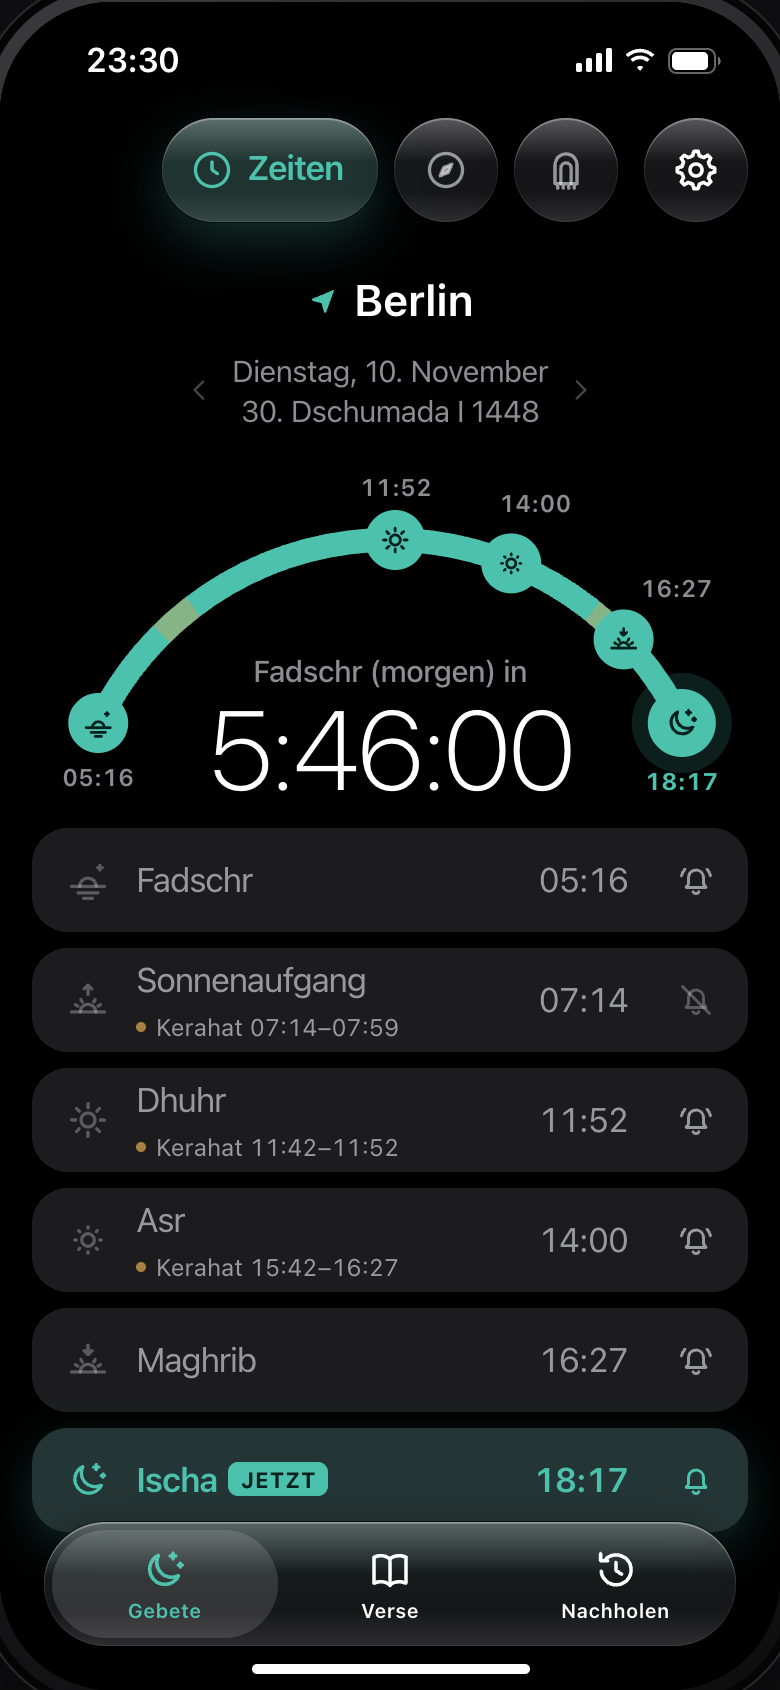 23:30
Zeiten
Berlin
Dienstag, 10. November
30. Dschumada I 1448
11:52
14:00
16:27
Fadschr (morgen) in
5:46:00
05:16
18:17
Fadschr 05:16
Sonnenaufgang 07:14
Kerahat 07:14–07:59
Dhuhr 11:52
Kerahat 11:42–11:52
Asr 14:00
Kerahat 15:42–16:27
Maghrib 16:27
Ischa JETZT 18:17
Gebete Verse Nachholen